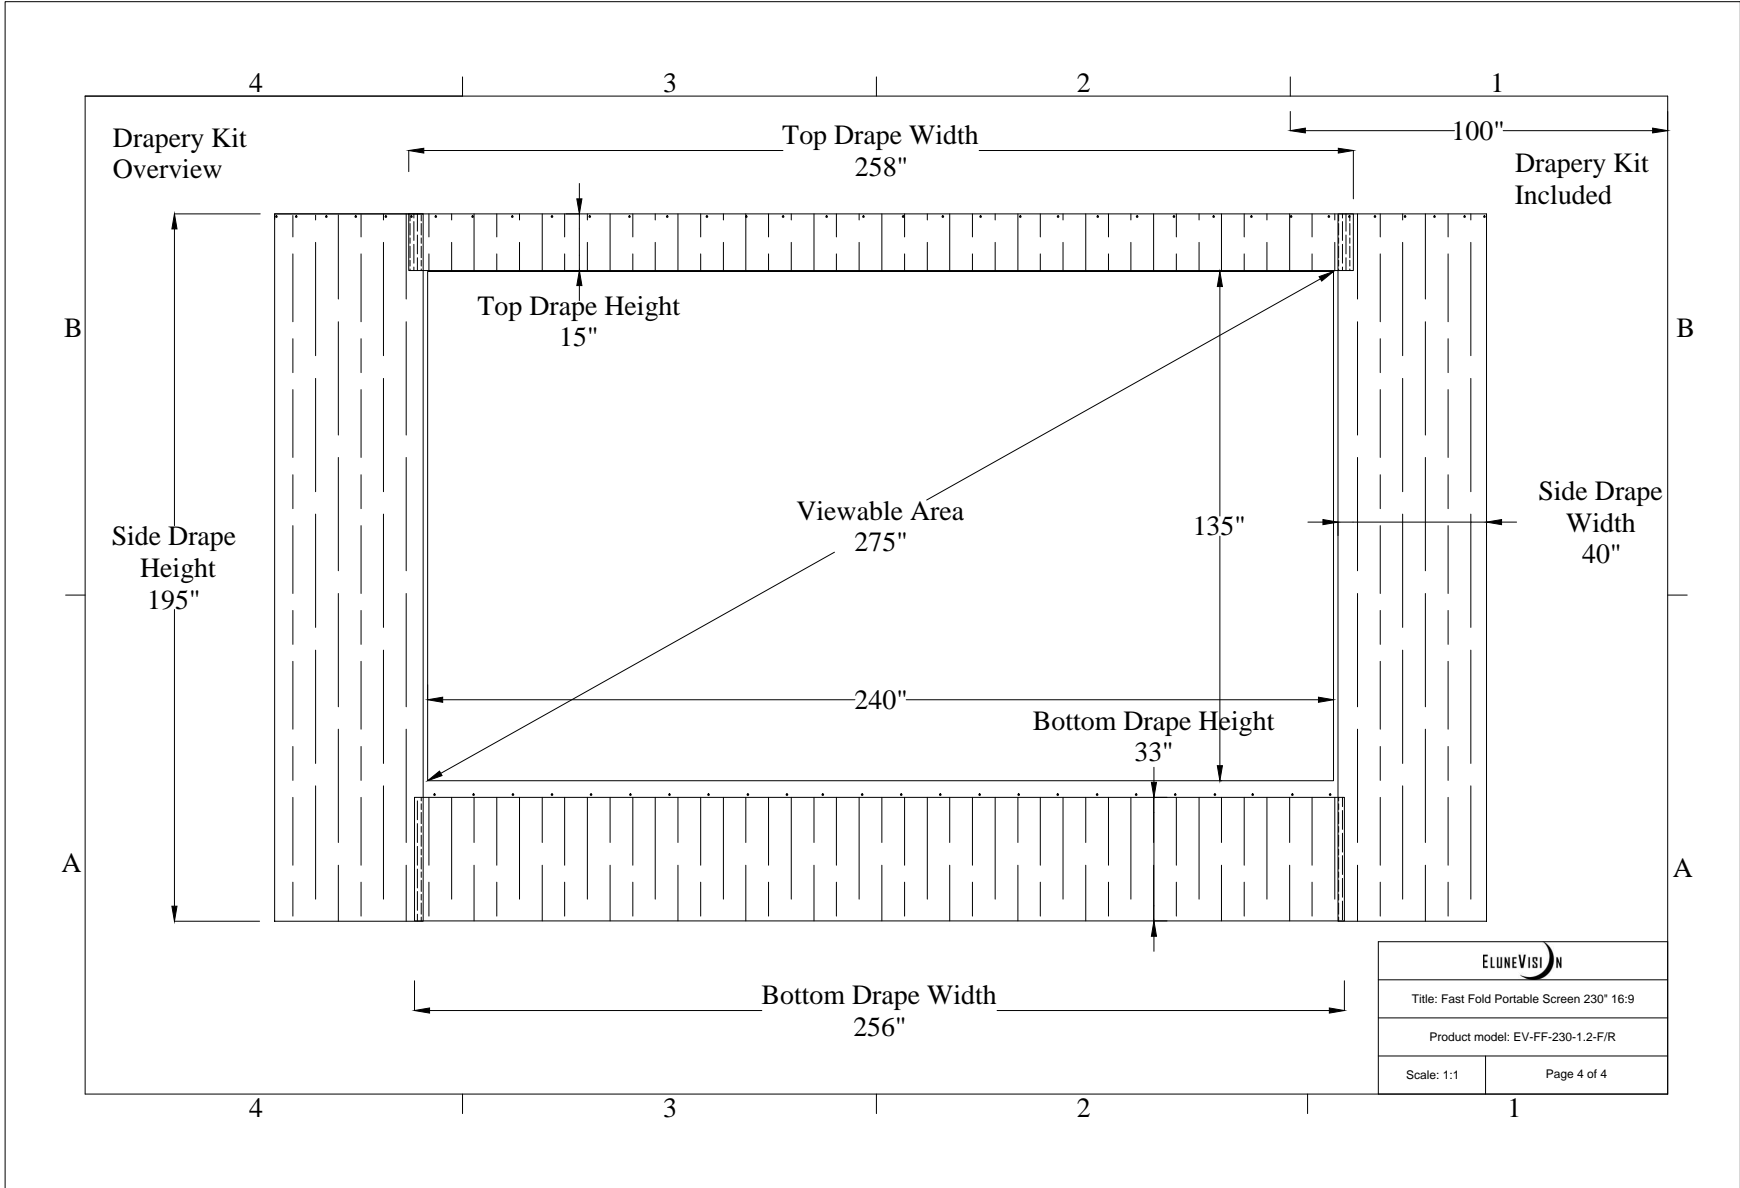 4 3 2 1
Drapery Kit
Overview
Top Drape Width
258"
100"
Drapery Kit
Included
Top Drape Height
15"
B
B
Viewable Area
275"
135"
Side Drape
Width
40"
Side Drape
Height
195"
240"
Bottom Drape Height
33"
A
A
ELUNEVISION
Title: Fast Fold Portable Screen 230" 16:9
Product model: EV-FF-230-1.2-F/R
Scale: 1:1
Page 4 of 4
Bottom Drape Width
256"
4 3 2 1